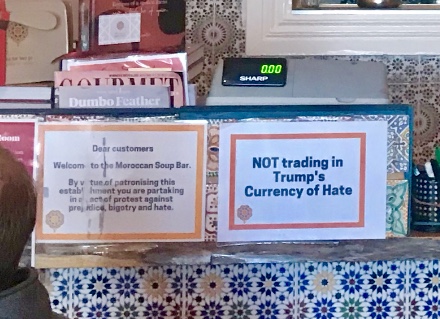 GOURMET
Dumbo Feather
0.00
SHARP
Dear customers
Welcome to the Moroccan Soup Bar.
By virtue of patronising this
establishment you are partaking
in an act of protest against
prejudice, bigotry and hate.
NOT trading in
Trump's
Currency of Hate